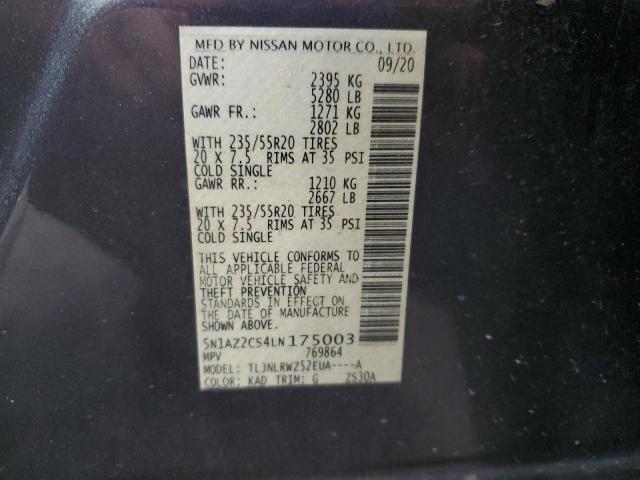 MFD BY NISSAN MOTOR CO., LTD.
DATE: 09/20
GVWR: 2395 KG
5280 LB
GAWR FR.: 1271 KG
2802 LB
WITH 235/55R20 TIRES
20 X 7.5 RIMS AT 35 PSI
COLD SINGLE
GAWR RR.: 1210 KG
2667 LB
WITH 235/55R20 TIRES
20 X 7.5 RIMS AT 35 PSI
COLD SINGLE
THIS VEHICLE CONFORMS TO
ALL APPLICABLE FEDERAL
MOTOR VEHICLE SAFETY AND
THEFT PREVENTION
STANDARDS IN EFFECT ON
THE DATE OF MANUFACTURE
SHOWN ABOVE.
5N1AZ2CS4LN175003
MPV 769864
MODEL: TLJNLRWZ52EUA----A
COLOR: KAD TRIM: G ZS30A